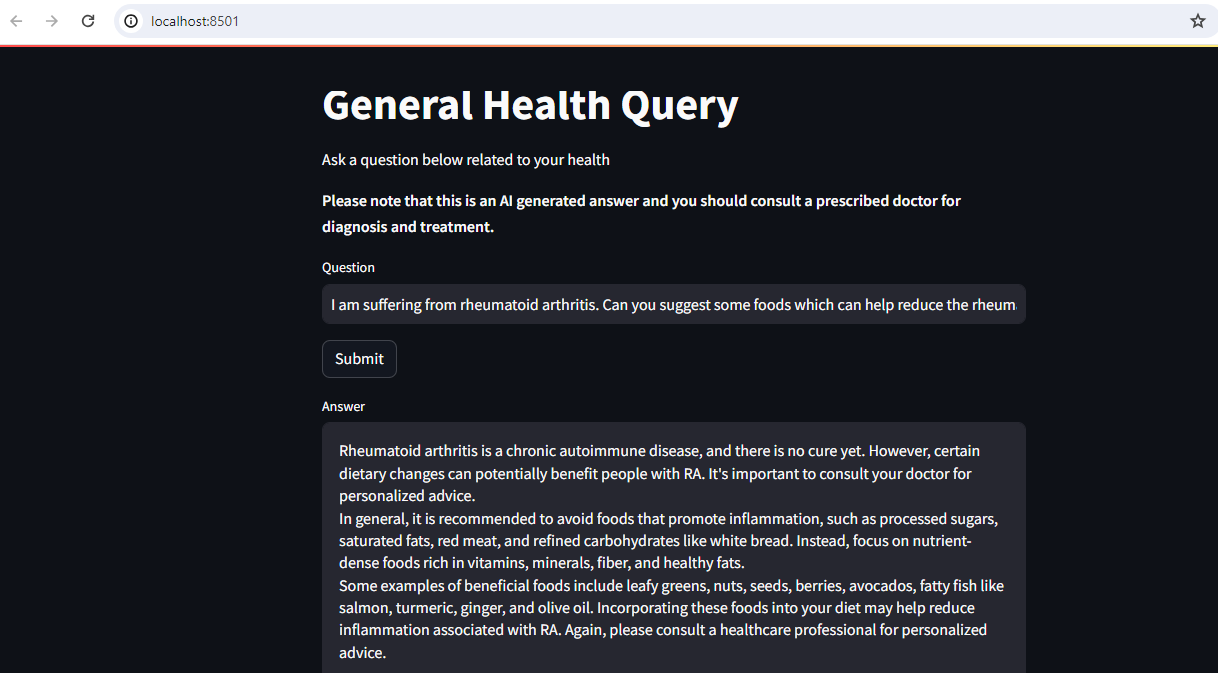 localhost:8501
General Health Query
Ask a question below related to your health
Please note that this is an AI generated answer and you should consult a prescribed doctor for
diagnosis and treatment.
Question
I am suffering from rheumatoid arthritis. Can you suggest some foods which can help reduce the rheum
Submit
Answer
Rheumatoid arthritis is a chronic autoimmune disease, and there is no cure yet. However, certain
dietary changes can potentially benefit people with RA. It's important to consult your doctor for
personalized advice.
In general, it is recommended to avoid foods that promote inflammation, such as processed sugars,
saturated fats, red meat, and refined carbohydrates like white bread. Instead, focus on nutrient-
dense foods rich in vitamins, minerals, fiber, and healthy fats.
Some examples of beneficial foods include leafy greens, nuts, seeds, berries, avocados, fatty fish like
salmon, turmeric, ginger, and olive oil. Incorporating these foods into your diet may help reduce
inflammation associated with RA. Again, please consult a healthcare professional for personalized
advice.